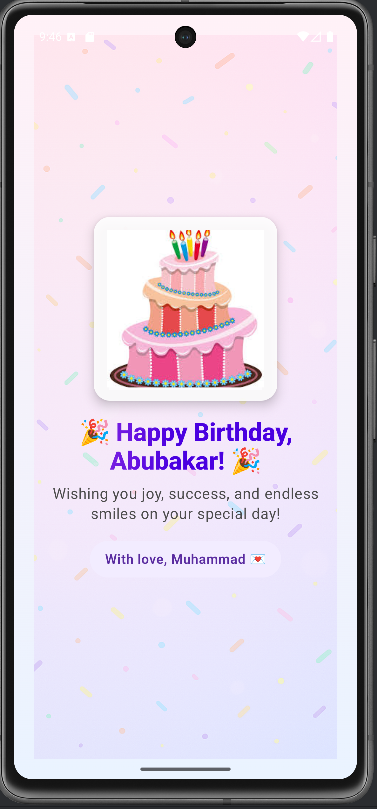 9:46
🎉 Happy Birthday,
Abubakar! 🎉
Wishing you joy, success, and endless
smiles on your special day!
With love, Muhammad 💌